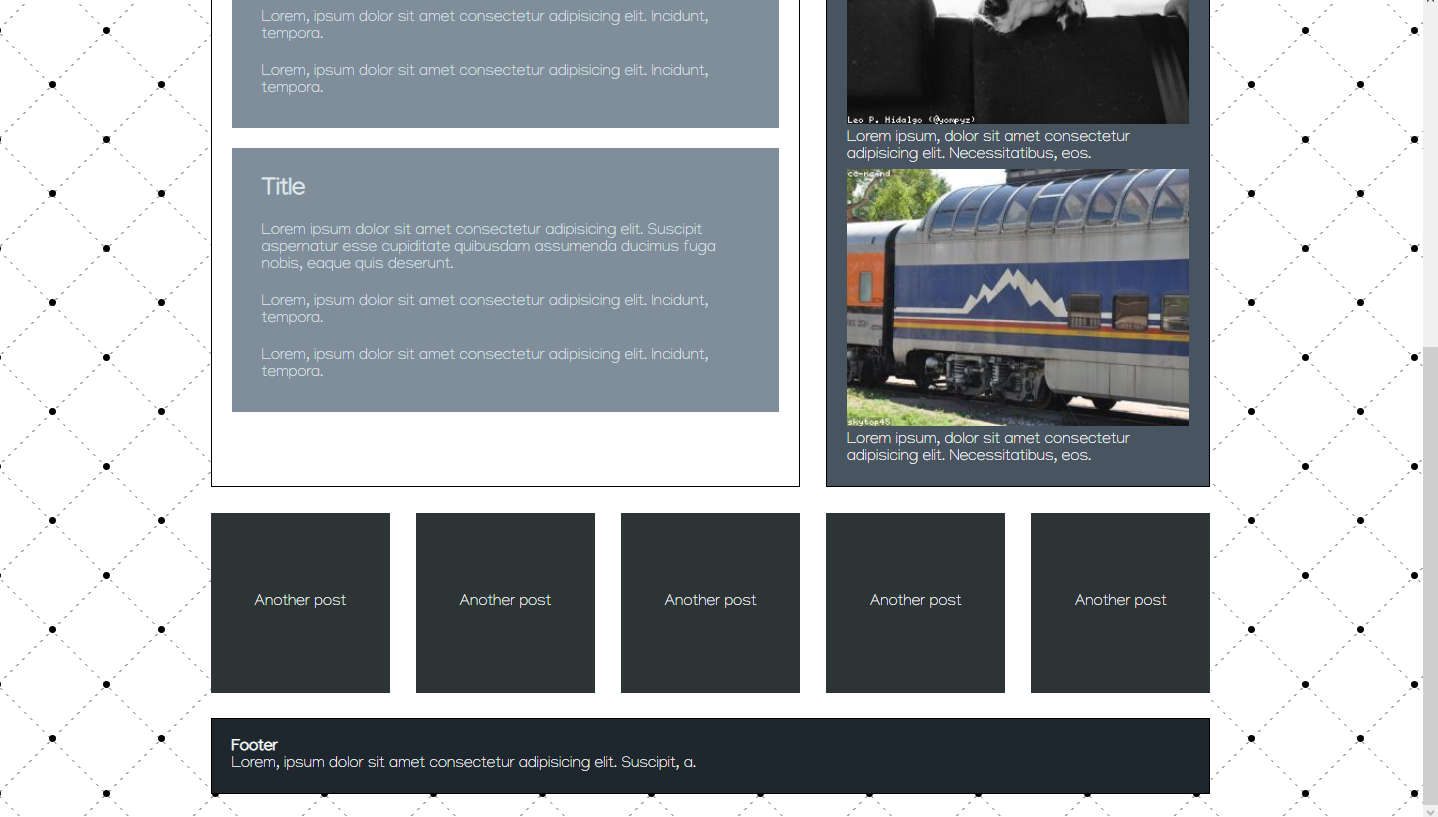 Lorem, ipsum dolor sit amet consectetur adipisicing elit. Incidunt,
tempora.
Lorem, ipsum dolor sit amet consectetur adipisicing elit. Incidunt,
tempora.
Title
Lorem ipsum dolor sit amet consectetur adipisicing elit. Suscipit
aspernatur esse cupiditate quibusdam assumenda ducimus fuga
nobis, eaque quis deserunt.
Lorem, ipsum dolor sit amet consectetur adipisicing elit. Incidunt,
tempora.
Lorem, ipsum dolor sit amet consectetur adipisicing elit. Incidunt,
tempora.
Leo P. Hidalgo (@yompyz)
Lorem ipsum, dolor sit amet consectetur
adipisicing elit. Necessitatibus, eos.
cc-nc-nd
skytop45
Lorem ipsum, dolor sit amet consectetur
adipisicing elit. Necessitatibus, eos.
Another post
Another post
Another post
Another post
Another post
Footer
Lorem, ipsum dolor sit amet consectetur adipisicing elit. Suscipit, a.